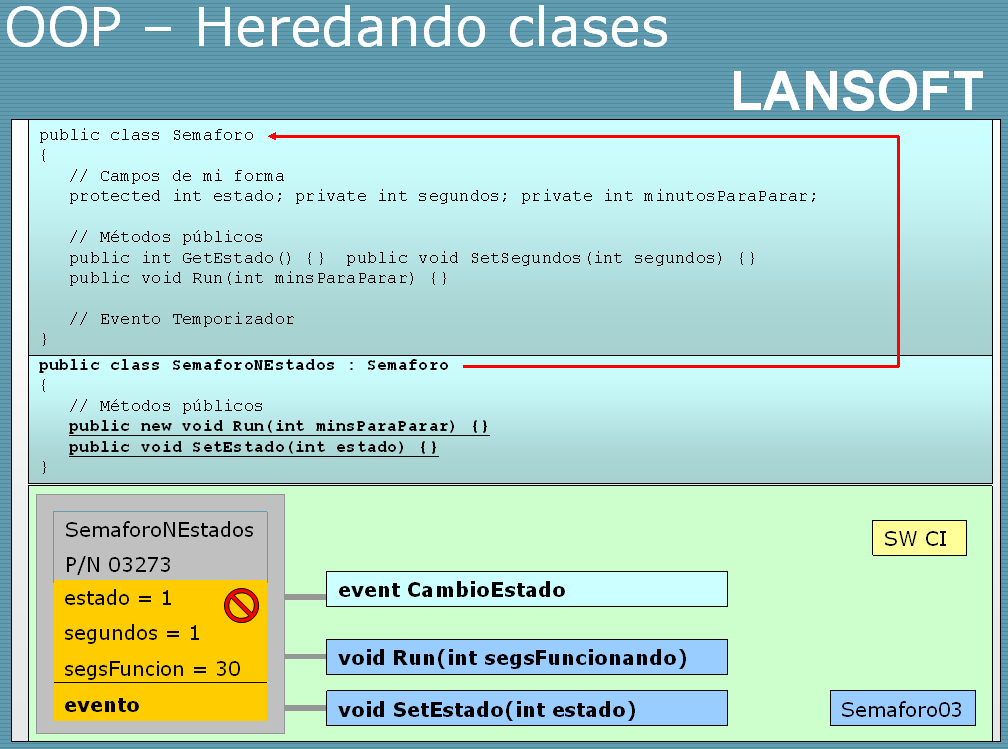 OOP – Heredando clases
LANSOFT
public class Semaforo
{
// Campos de mi forma
protected int estado; private int segundos; private int minutosParaParar;
// Métodos públicos
public int GetEstado() {}  public void SetSegundos(int segundos) {}
public void Run(int minsParaParar) {}
// Evento Temporizador
}
public class SemaforoNEstados : Semaforo
{
// Métodos públicos
public new void Run(int minsParaParar) {}
public void SetEstado(int estado) {}
}
SemaforoNEstados
P/N 03273
estado = 1
segundos = 1
segsFuncion = 30
evento
event CambioEstado
void Run(int segsFuncionando)
void SetEstado(int estado)
SW CI
Semaforo03